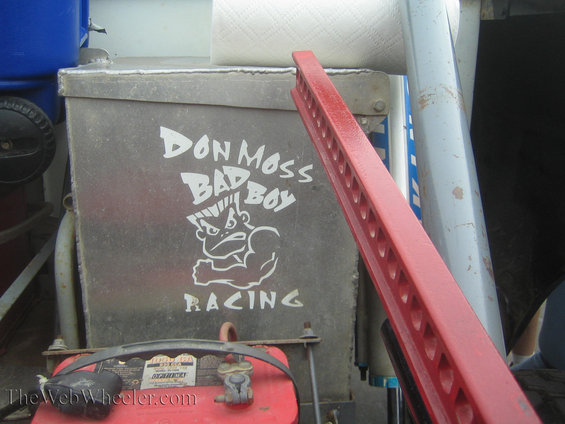 DON MOSS
BAD
BOY
RACING
TheWebWheeler.com